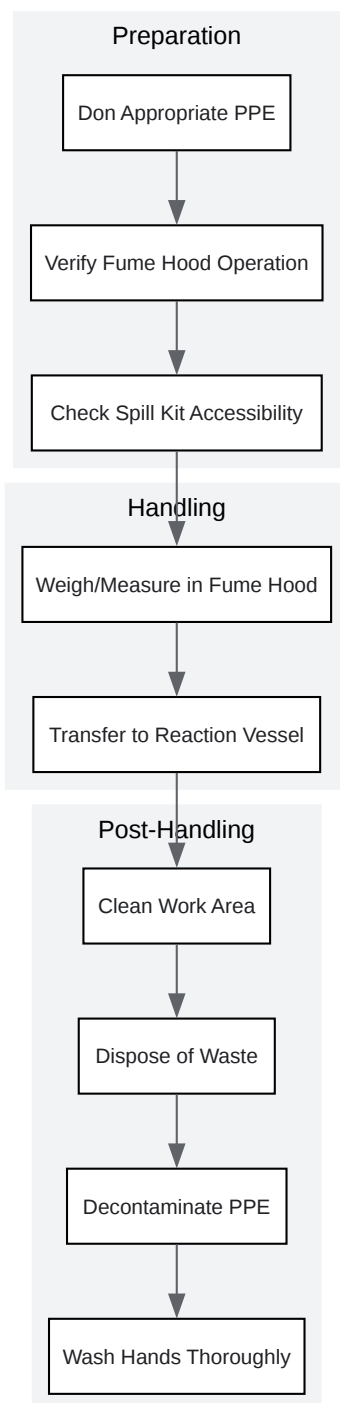 Preparation
Don Appropriate PPE
Verify Fume Hood Operation
Check Spill Kit Accessibility
Handling
Weigh/Measure in Fume Hood
Transfer to Reaction Vessel
Post-Handling
Clean Work Area
Dispose of Waste
Decontaminate PPE
Wash Hands Thoroughly